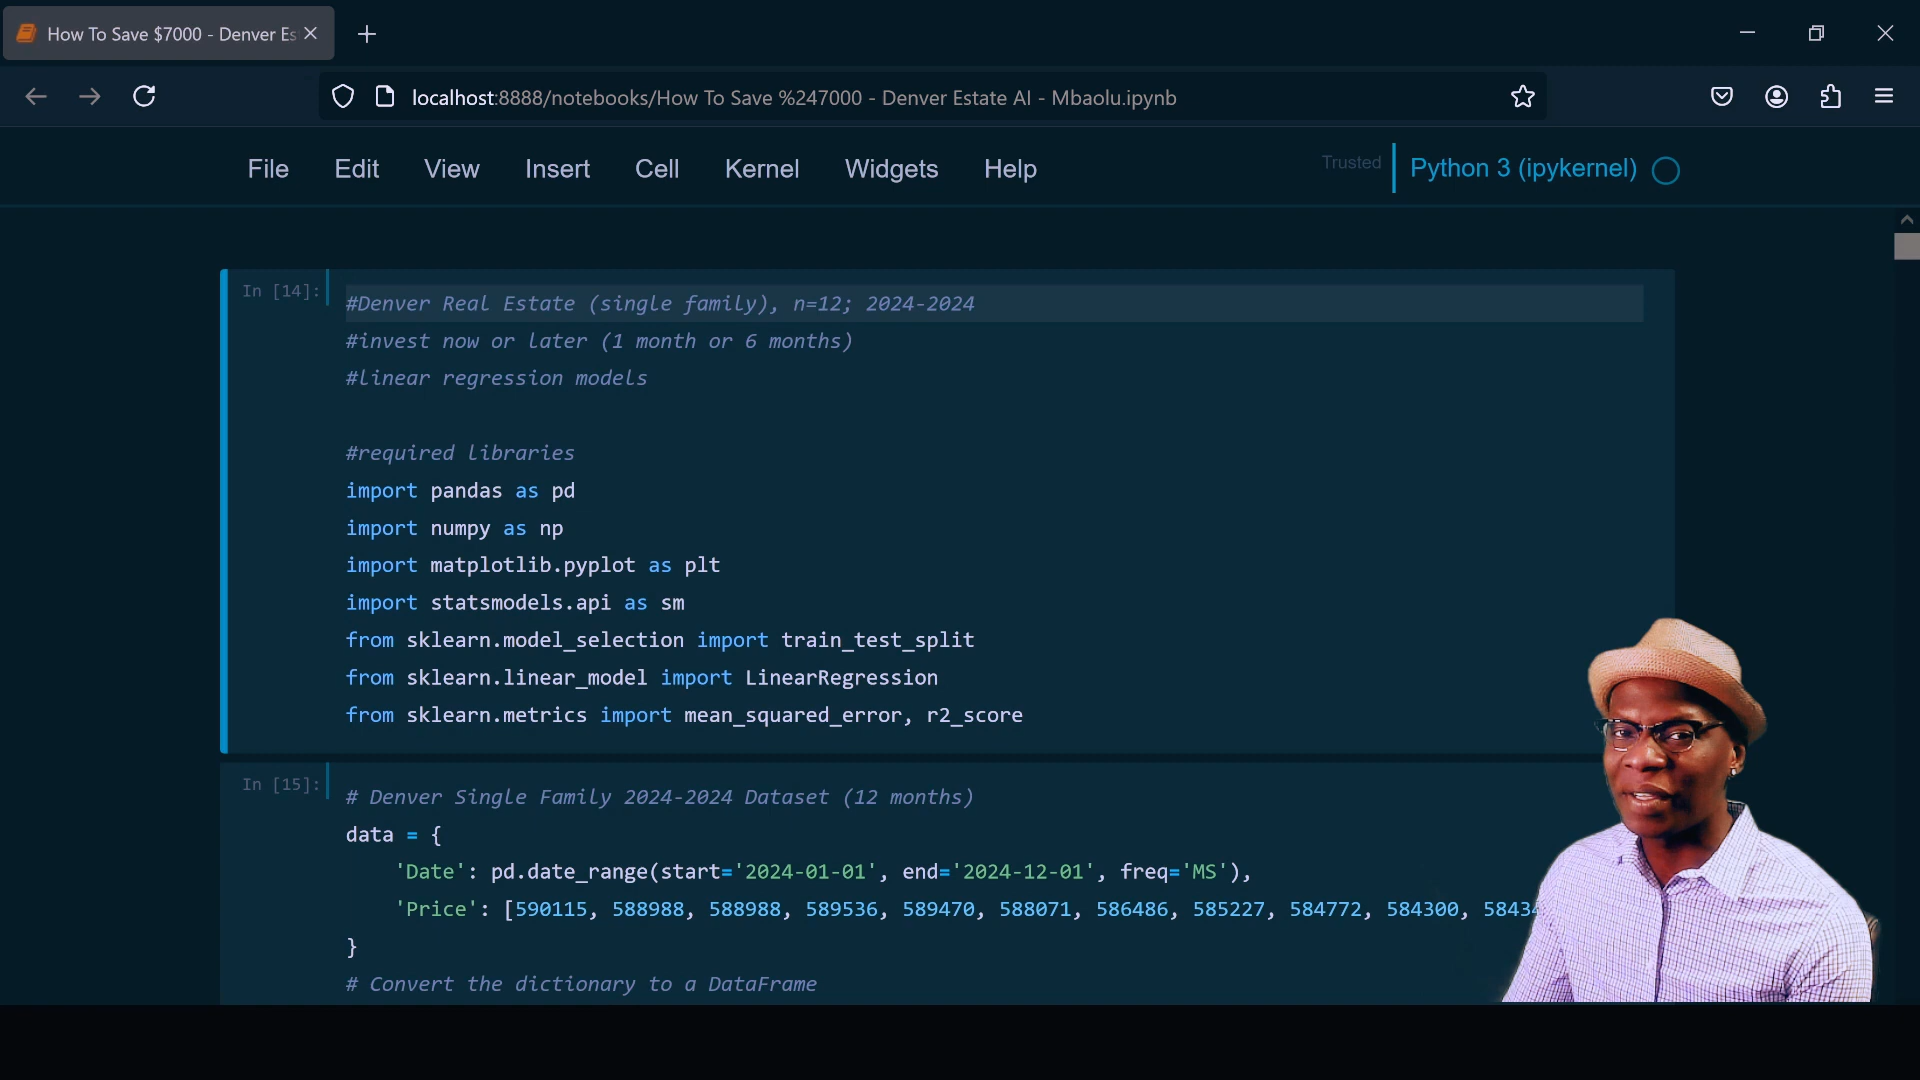 How To Save $7000 - Denver Es
localhost:8888/notebooks/How To Save %247000 - Denver Estate AI - Mbaolu.ipynb
File Edit View Insert Cell Kernel Widgets Help Trusted Python 3 (ipykernel)
In [14]:
#Denver Real Estate (single family), n=12; 2024-2024
#invest now or later (1 month or 6 months)
#linear regression models
#required libraries
import pandas as pd
import numpy as np
import matplotlib.pyplot as plt
import statsmodels.api as sm
from sklearn.model_selection import train_test_split
from sklearn.linear_model import LinearRegression
from sklearn.metrics import mean_squared_error, r2_score
In [15]:
# Denver Single Family 2024-2024 Dataset (12 months)
data = {
'Date': pd.date_range(start='2024-01-01', end='2024-12-01', freq='MS'),
'Price': [590115, 588988, 588988, 589536, 589470, 588071, 586486, 585227, 584772, 584300, 5843
}
# Convert the dictionary to a DataFrame